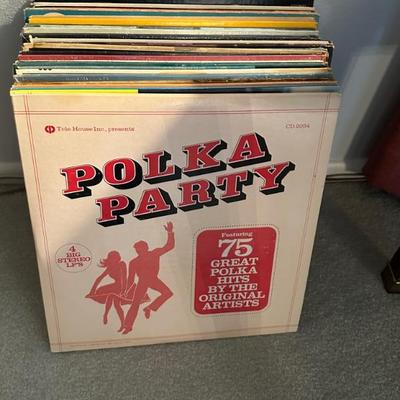 Tele House Inc., presents
CD 2034
POLKA
PARTY
4
BIG
STEREO
LP'S
Featuring
75
GREAT
POLKA
HITS
BY THE
ORIGINAL
ARTISTS